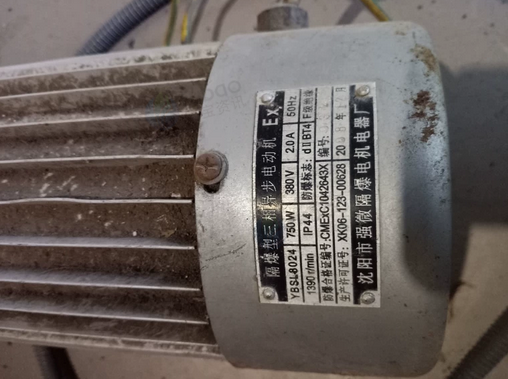 隔爆型三相异步电动机 EX
YBSL8024 750W 380V 2.0A 50Hz
1390r/min IP44 防爆标志: dⅡBT4 F级绝缘
防爆合格证编号: CMExC1042643X 编号:
生产许可证号: XK06-123-00628 20 年 月
沈阳市强微隔爆电机电器厂